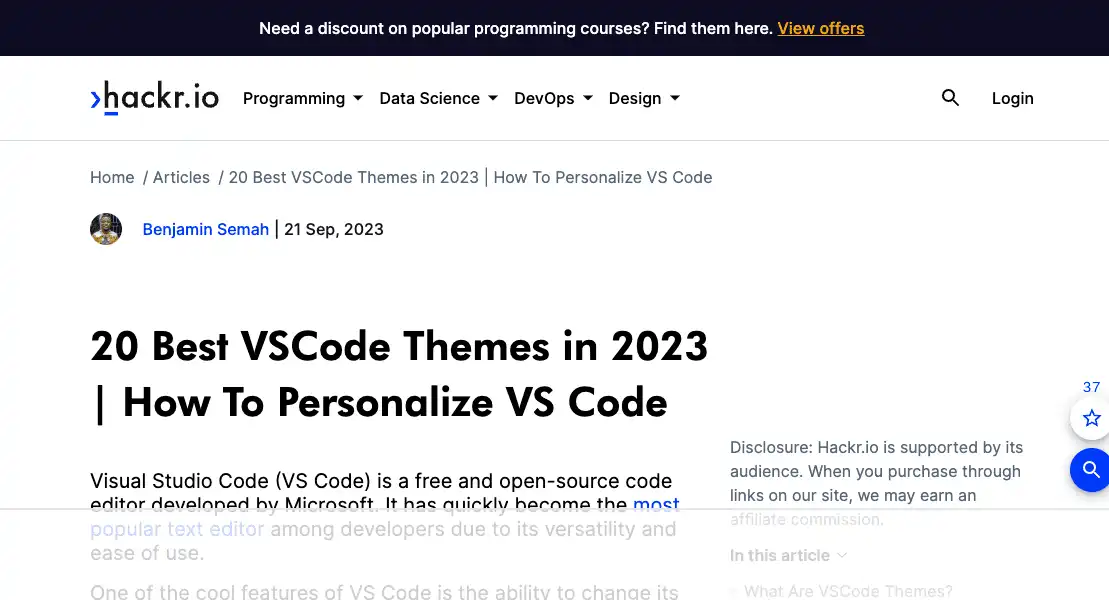 Need a discount on popular programming courses? Find them here. View offers
hackr.io Programming Data Science DevOps Design Login
Home / Articles / 20 Best VSCode Themes in 2023 | How To Personalize VS Code
Benjamin Semah | 21 Sep, 2023
20 Best VSCode Themes in 2023
| How To Personalize VS Code
37
Visual Studio Code (VS Code) is a free and open-source code
editor developed by Microsoft. It has quickly become the most
popular text editor among developers due to its versatility and
ease of use.
One of the cool features of VS Code is the ability to change its
Disclosure: Hackr.io is supported by its
audience. When you purchase through
links on our site, we may earn an
affiliate commission.
In this article
What Are VSCode Themes?